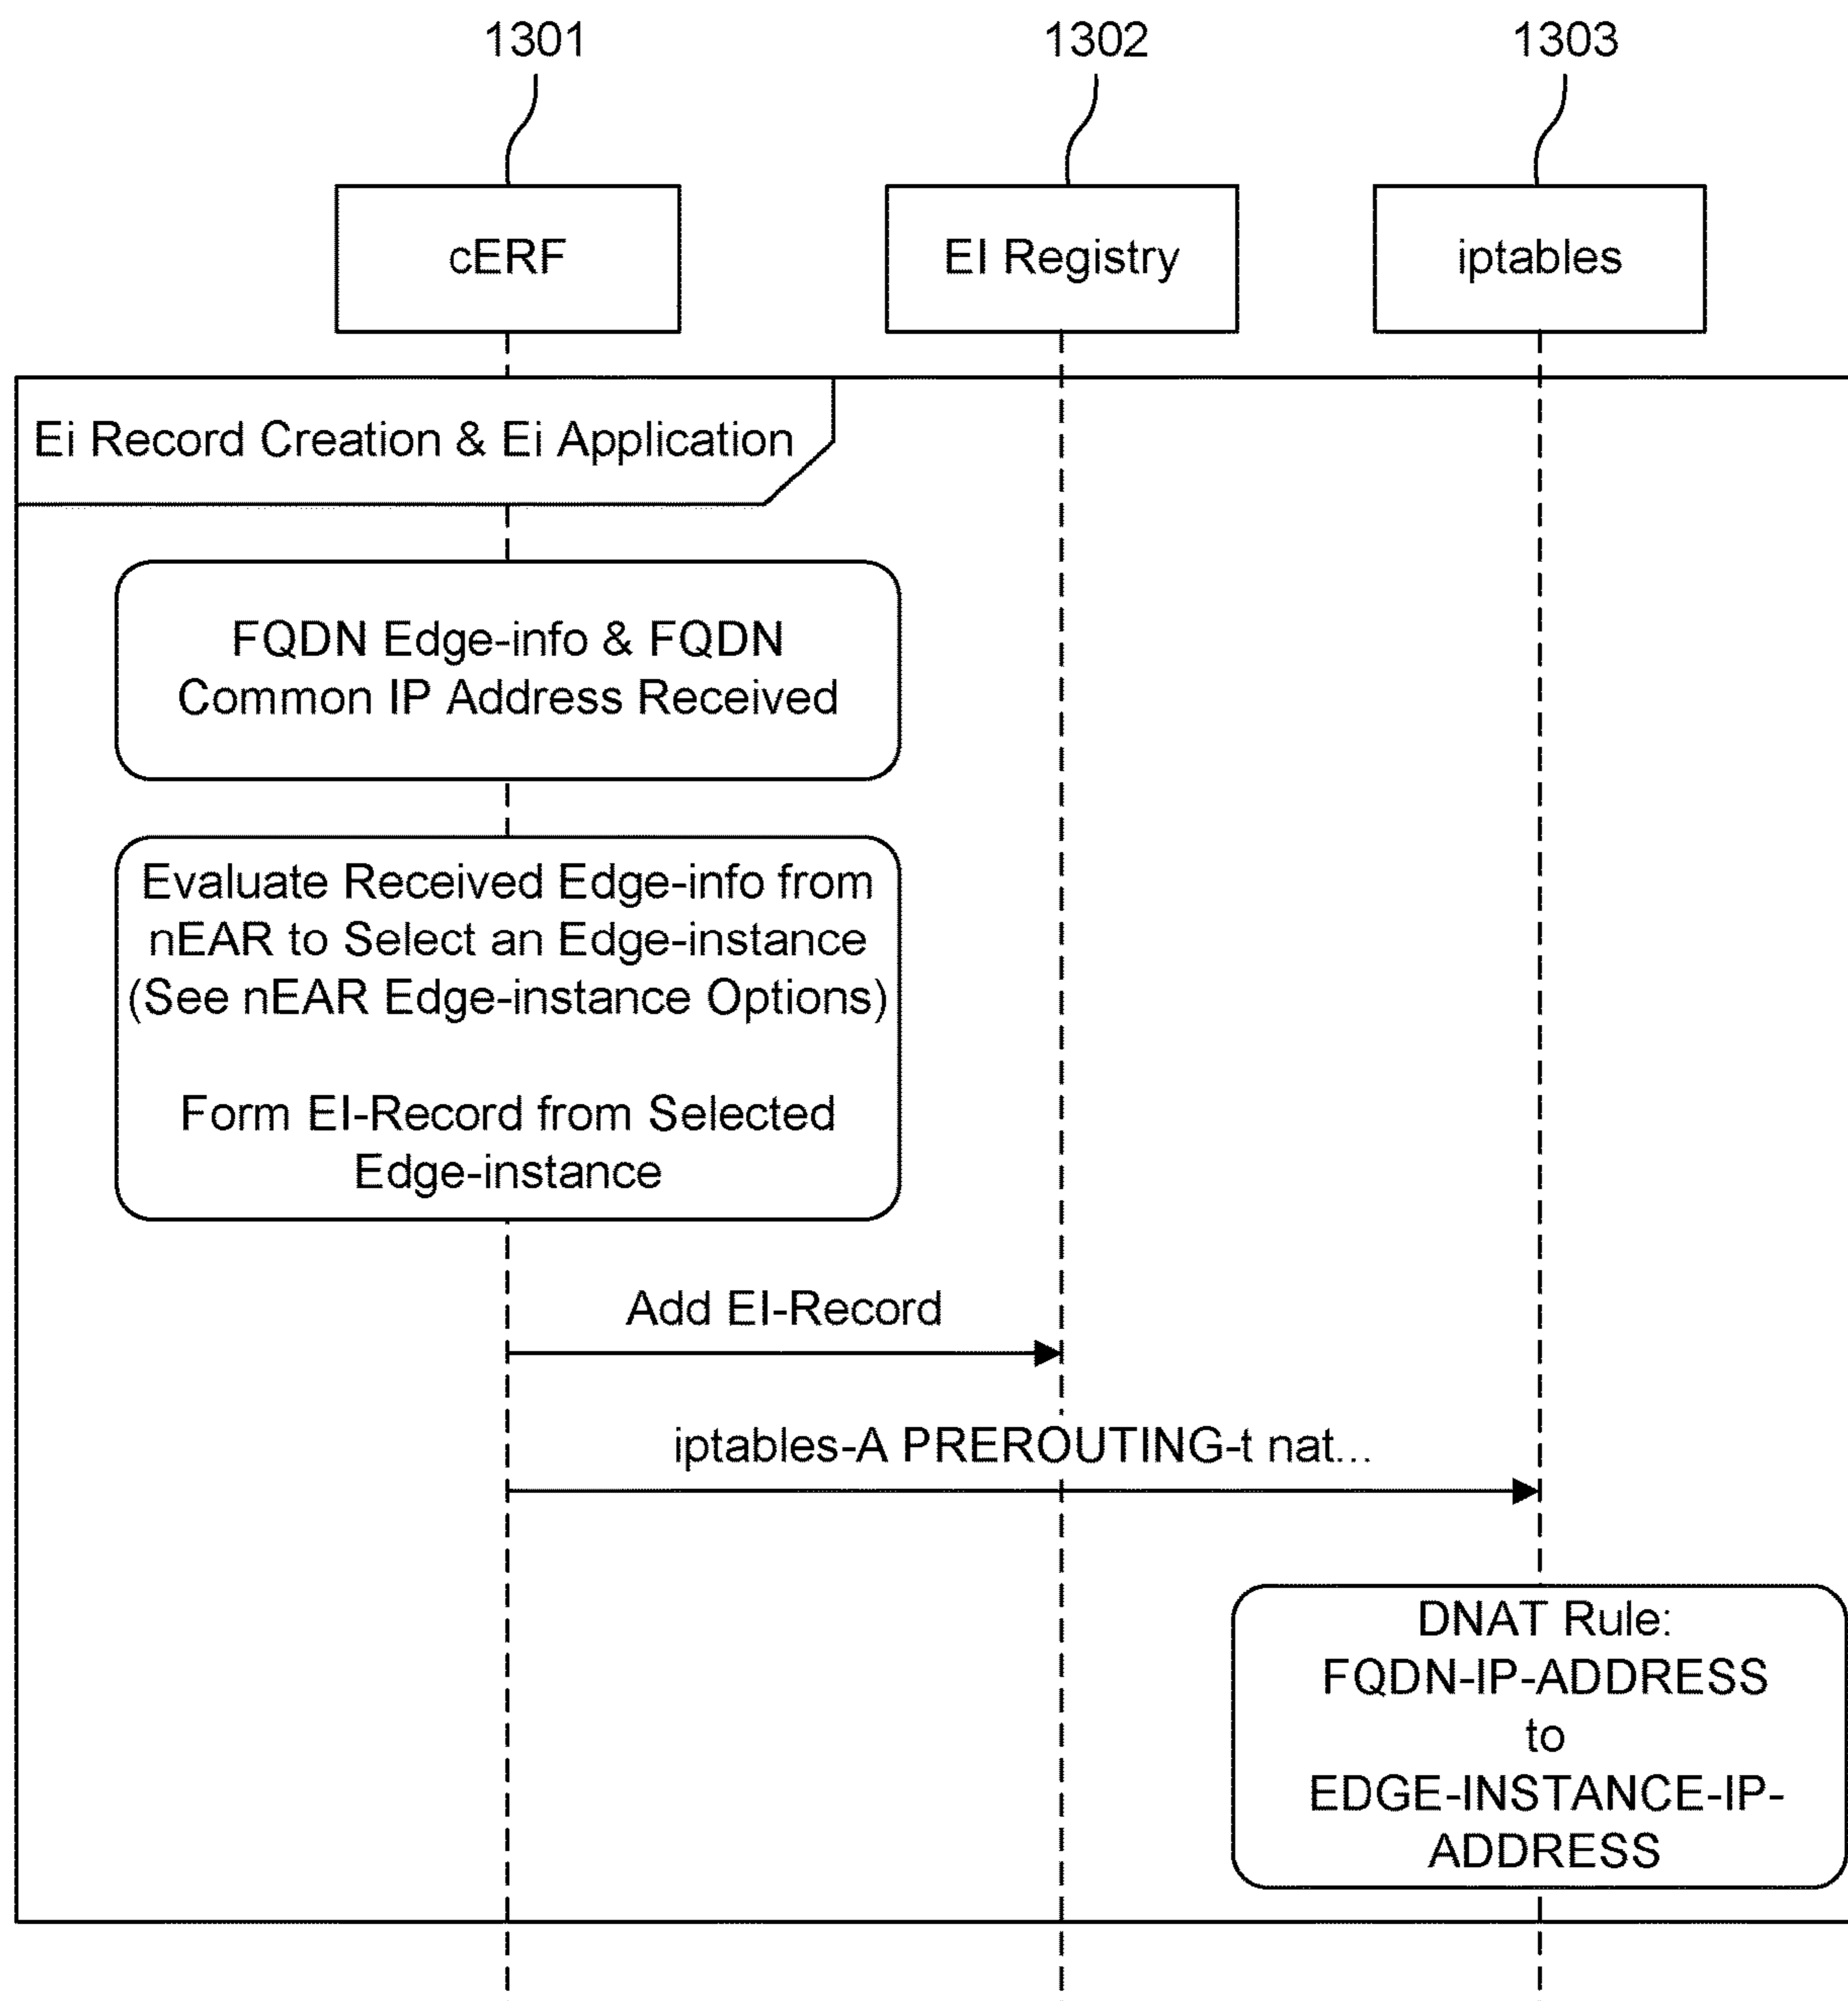 1301
1302
1303
cERF
EI Registry
iptables
Ei Record Creation & Ei Application
FQDN Edge-info & FQDN
Common IP Address Received
Evaluate Received Edge-info from
nEAR to Select an Edge-instance
(See nEAR Edge-instance Options)
Form EI-Record from Selected
Edge-instance
Add EI-Record
iptables-A PREROUTING-t nat...
DNAT Rule:
FQDN-IP-ADDRESS
to
EDGE-INSTANCE-IP-
ADDRESS